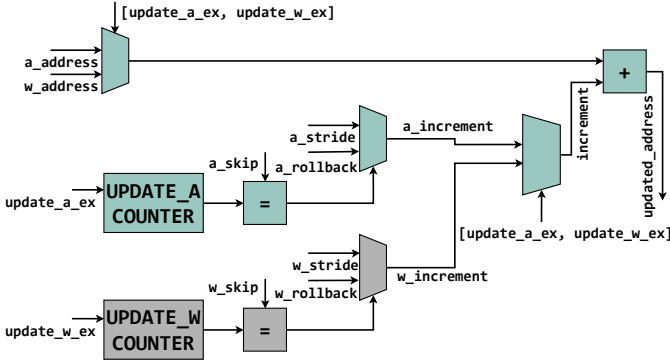 [update_a_ex, update_w_ex]
a_address
w_address
+
increment
updated_address
a_stride
a_increment
a_skip
a_rollback
update_a_ex
UPDATE_A
COUNTER
=
[update_a_ex, update_w_ex]
w_stride
w_increment
w_skip
w_rollback
update_w_ex
UPDATE_W
COUNTER
=